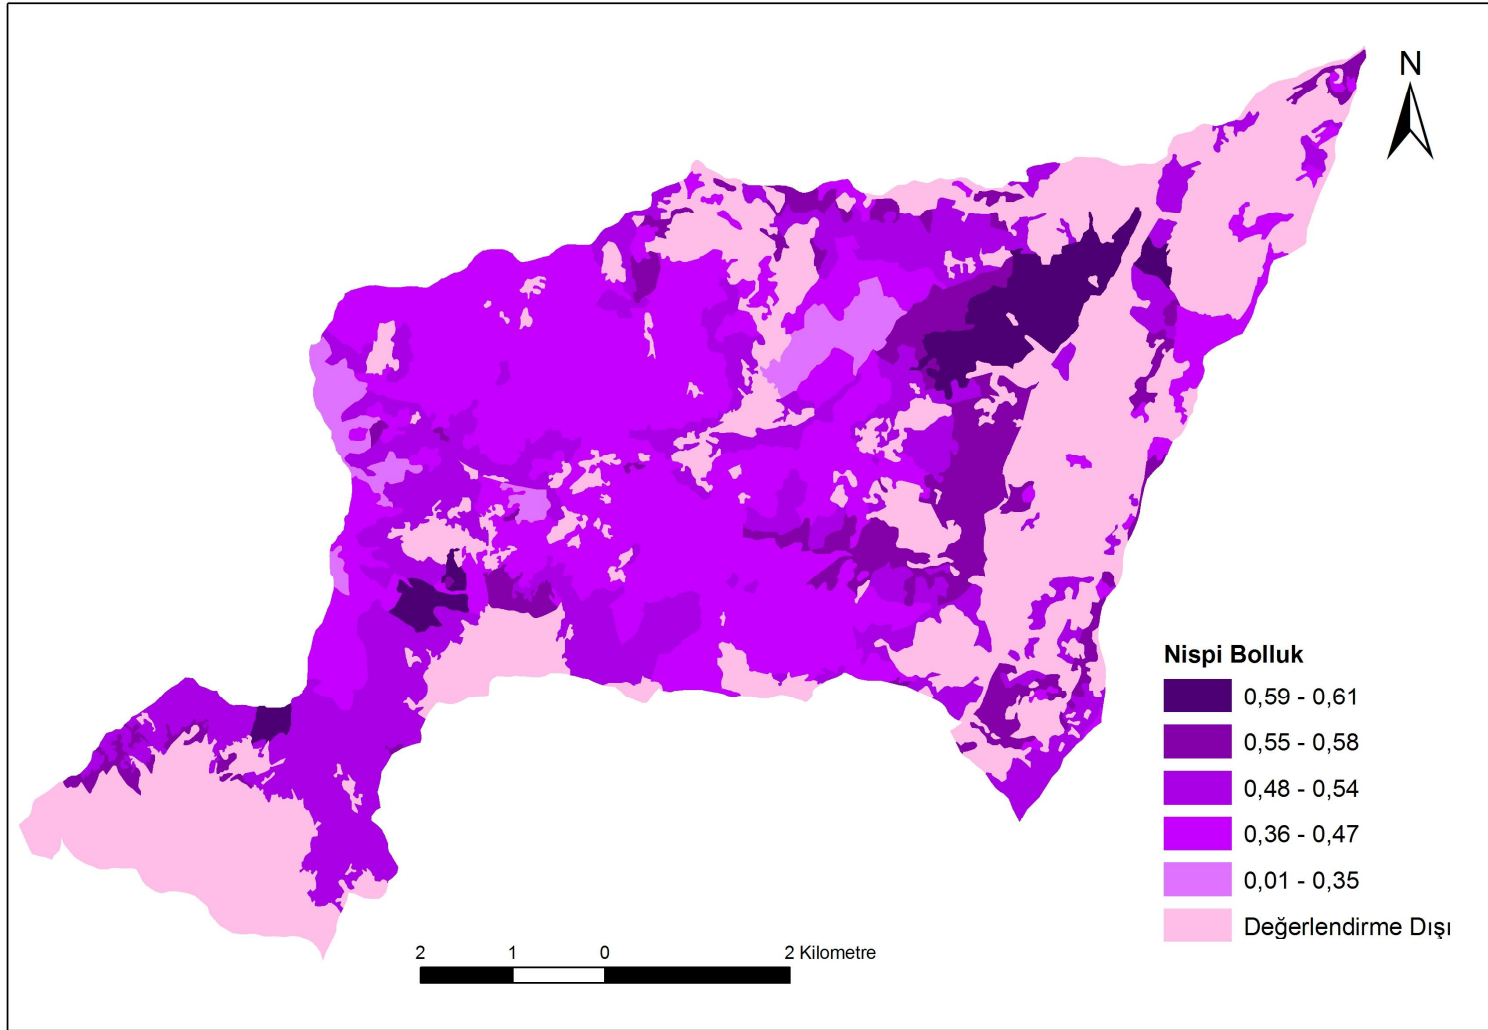 N
Nispi Bolluk
0,59 - 0,61
0,55 - 0,58
0,48 - 0,54
0,36 - 0,47
0,01 - 0,35
Değerlendirme Dışı
2 1 0 2 Kilometre